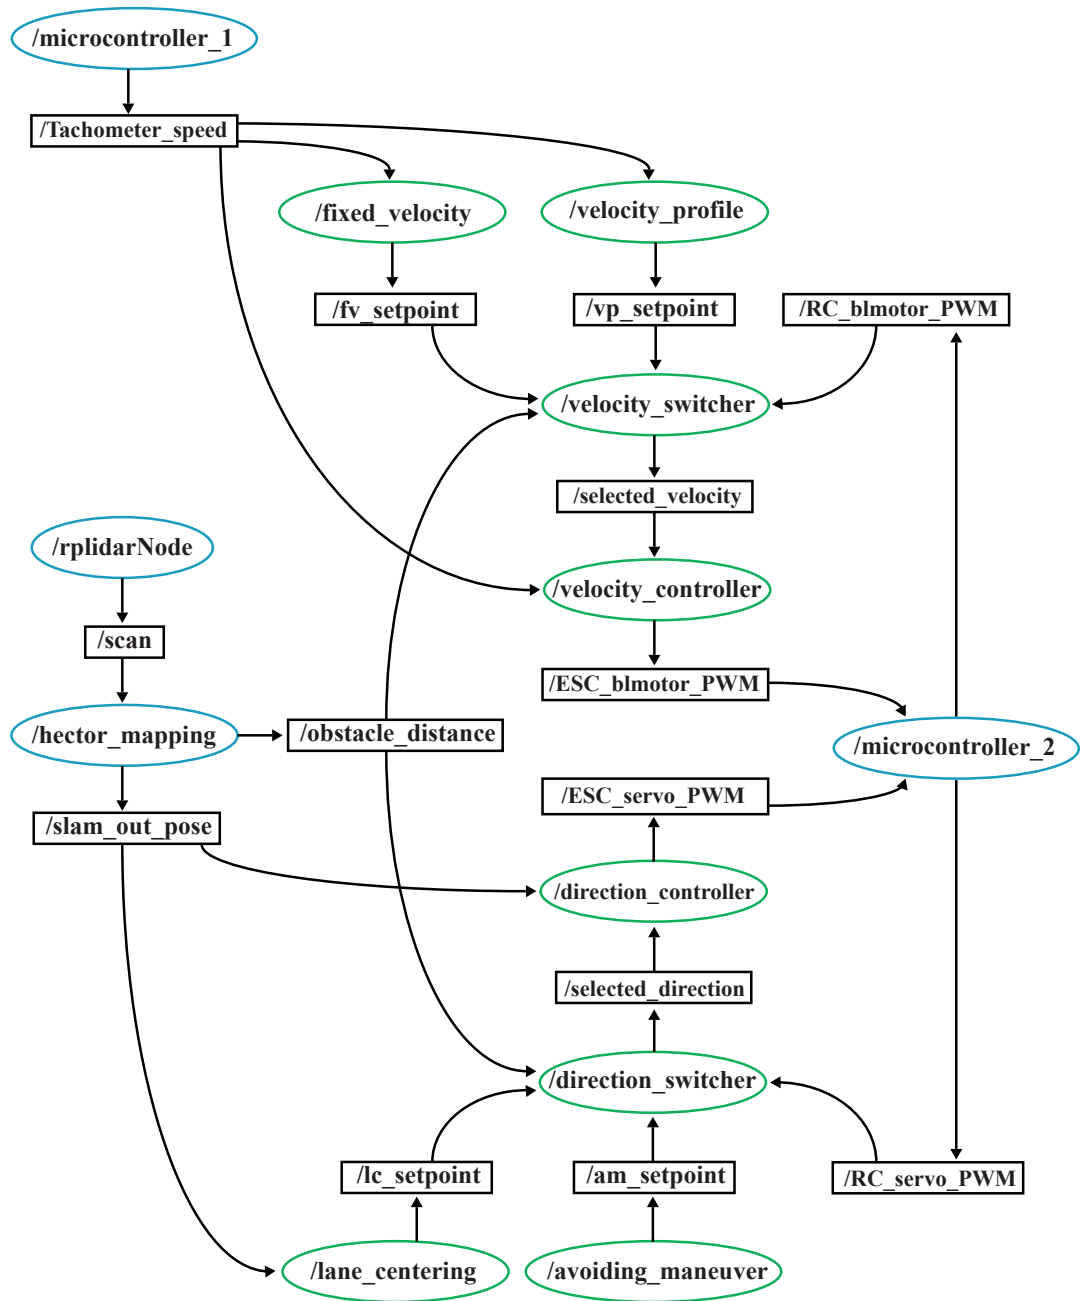 /microcontroller_1
/Tachometer_speed
/fixed_velocity
/velocity_profile
/fv_setpoint
/vp_setpoint
/RC_blmotor_PWM
/velocity_switcher
/selected_velocity
/rplidarNode
/velocity_controller
/scan
/ESC_blmotor_PWM
/hector_mapping
/obstacle_distance
/microcontroller_2
/ESC_servo_PWM
/slam_out_pose
/direction_controller
/selected_direction
/direction_switcher
/lc_setpoint
/am_setpoint
/RC_servo_PWM
/lane_centering
/avoiding_maneuver